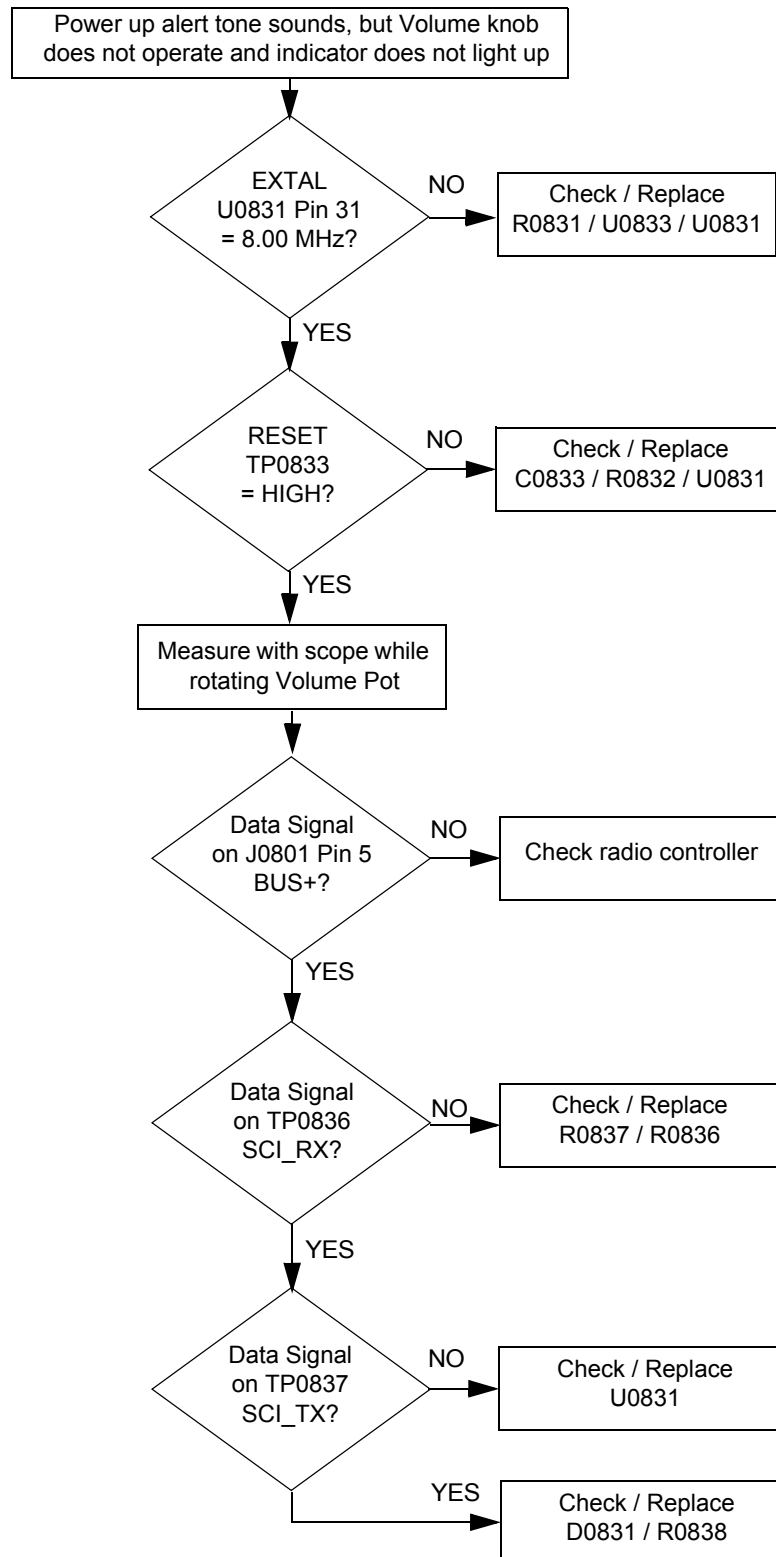 Power up alert tone sounds, but Volume knob
does not operate and indicator does not light up
EXTAL
U0831 Pin 31
= 8.00 MHz?
NO
Check / Replace
R0831 / U0833 / U0831
YES
RESET
TP0833
= HIGH?
NO
Check / Replace
C0833 / R0832 / U0831
YES
Measure with scope while
rotating Volume Pot
Data Signal
on J0801 Pin 5
BUS+?
NO
Check radio controller
YES
Data Signal
on TP0836
SCI_RX?
NO
Check / Replace
R0837 / R0836
YES
Data Signal
on TP0837
SCI_TX?
NO
Check / Replace
U0831
YES
Check / Replace
D0831 / R0838